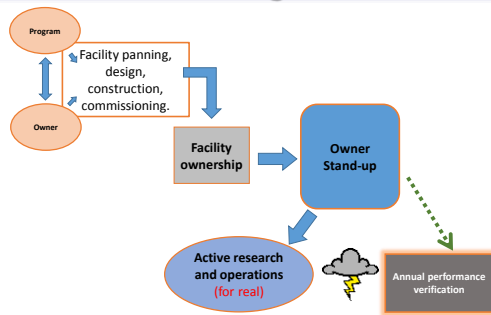 Program
Facility panning,
design,
construction,
commissioning.
Owner
Facility
ownership
Owner
Stand-up
Active research
and operations
(for real)
Annual performance
verification